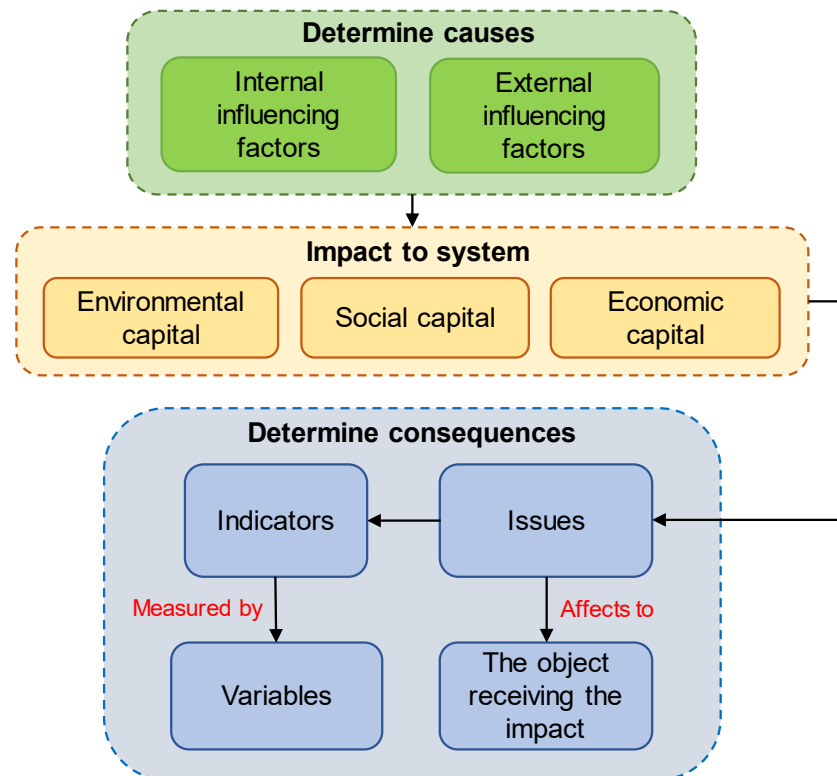 Determine causes
Internal
influencing
factors
External
influencing
factors
Impact to system
Environmental
capital
Social capital
Economic
capital
Determine consequences
Indicators
Issues
Measured by
Affects to
Variables
The object
receiving the
impact